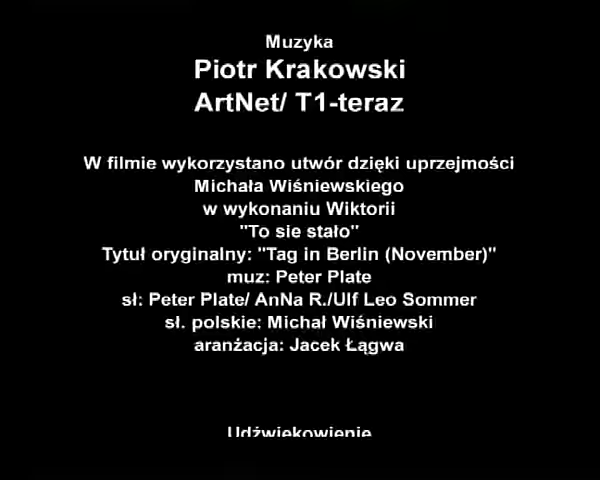 Muzyka
Piotr Krakowski
ArtNet/ T1-teraz
W filmie wykorzystano utwór dzięki uprzejmości
Michała Wiśniewskiego
w wykonaniu Wiktorii
"To sie stało"
Tytuł oryginalny: "Tag in Berlin (November)"
muz: Peter Plate
sł: Peter Plate/ AnNa R./Ulf Leo Sommer
sł. polskie: Michał Wiśniewski
aranżacja: Jacek Łągwa
Udźwiękowienie